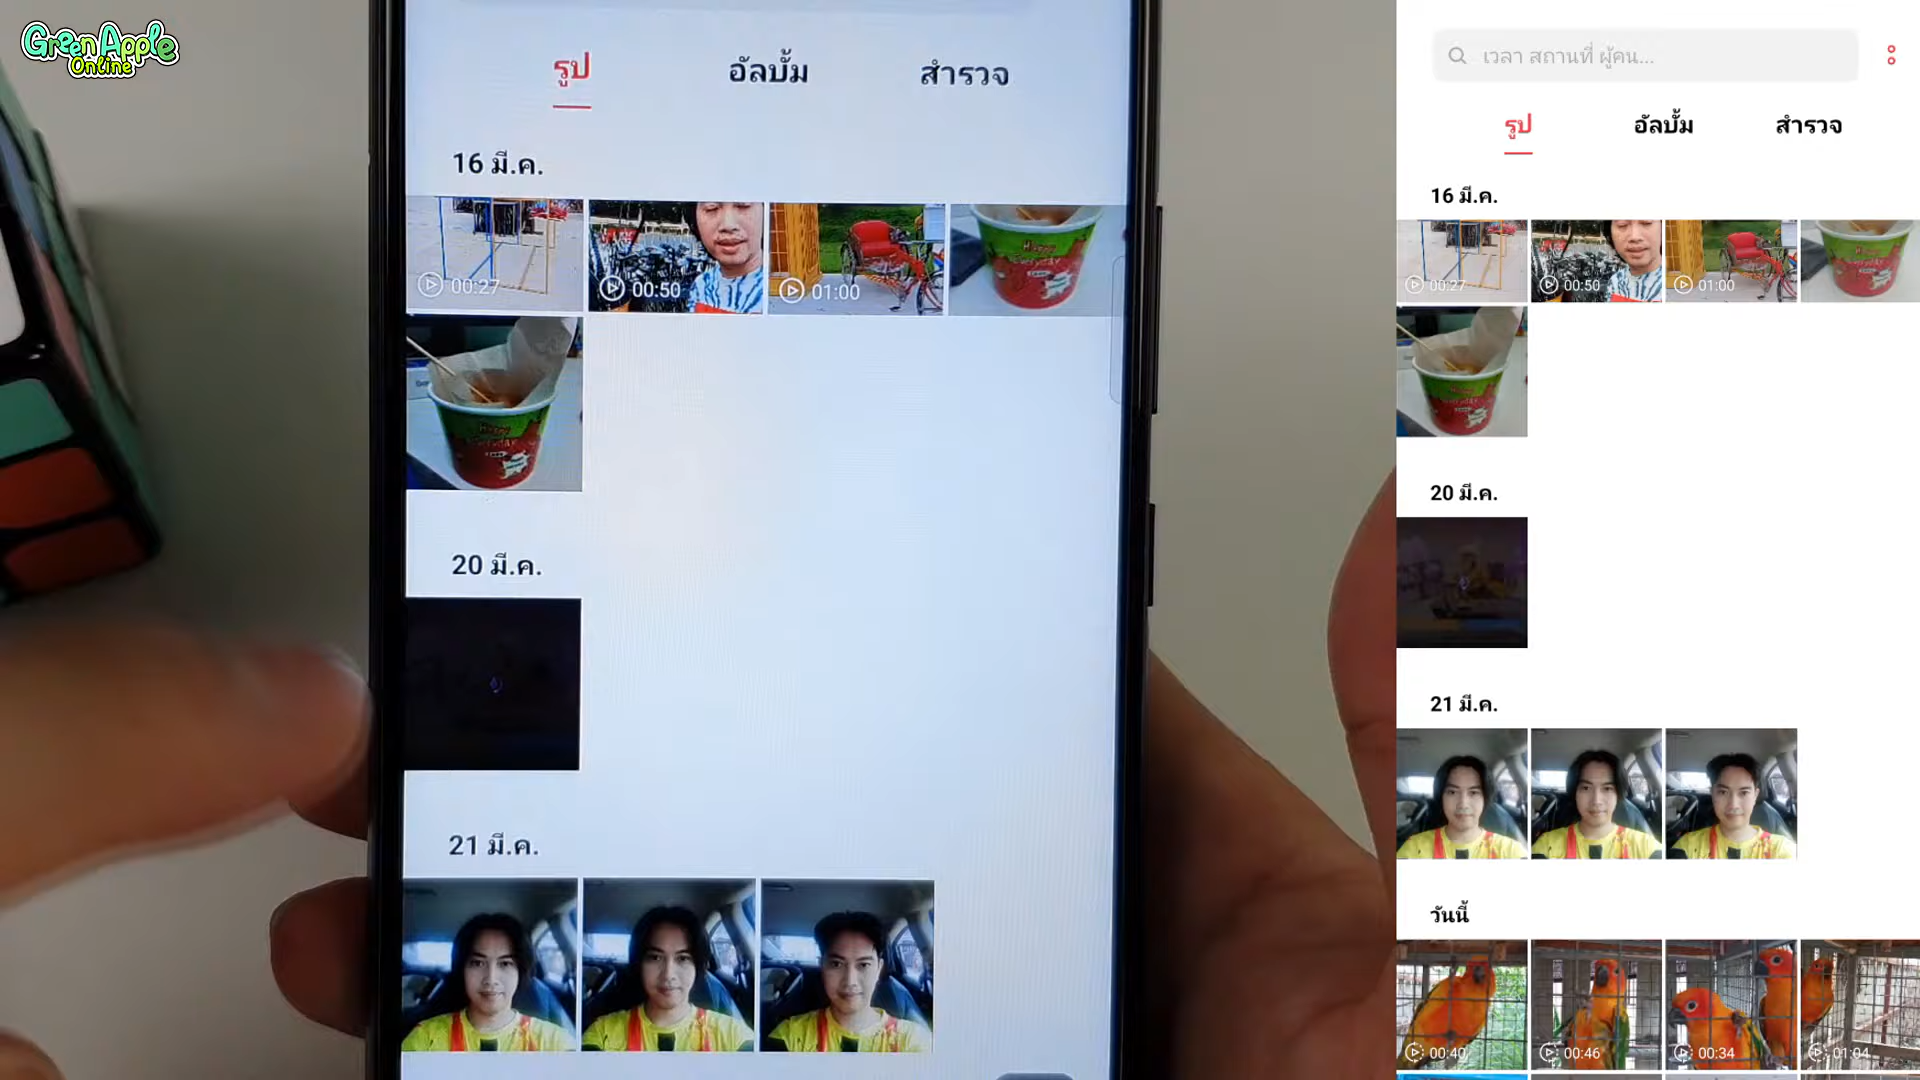 Green Apple
Online
รูป
อัลบั้ม
สำรวจ
16 มี.ค.
00:27
00:50
01:00
Happy
Everyday
20 มี.ค.
21 มี.ค.
เวลา สถานที่ ผู้คน...
รูป
อัลบั้ม
สำรวจ
16 มี.ค.
00:27
00:50
01:00
20 มี.ค.
21 มี.ค.
วันนี้
00:40
00:46
00:34
01:04